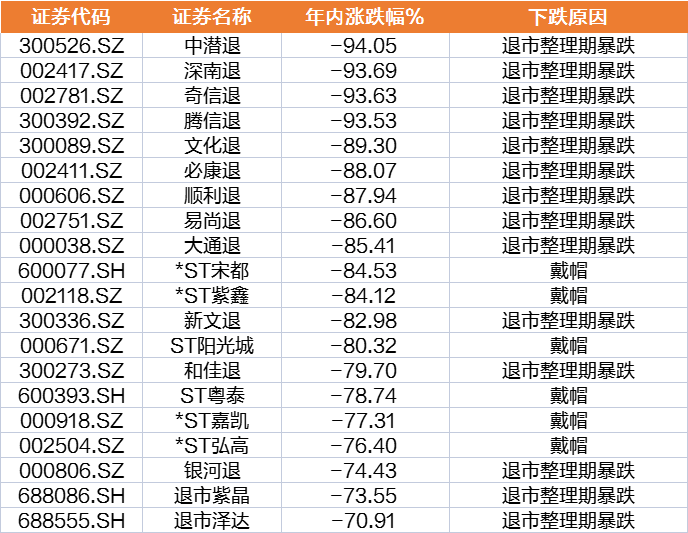 证券代码 证券名称 年内涨跌幅% 下跌原因
300526.SZ 中潜退 -94.05 退市整理期暴跌
002417.SZ 深南退 -93.69 退市整理期暴跌
002781.SZ 奇信退 -93.63 退市整理期暴跌
300392.SZ 腾信退 -93.53 退市整理期暴跌
300089.SZ 文化退 -89.30 退市整理期暴跌
002411.SZ 必康退 -88.07 退市整理期暴跌
000606.SZ 顺利退 -87.94 退市整理期暴跌
002751.SZ 易尚退 -86.60 退市整理期暴跌
000038.SZ 大通退 -85.41 退市整理期暴跌
600077.SH *ST宋都 -84.53 戴帽
002118.SZ *ST紫鑫 -84.12 戴帽
300336.SZ 新文退 -82.98 退市整理期暴跌
000671.SZ ST阳光城 -80.32 戴帽
300273.SZ 和佳退 -79.70 退市整理期暴跌
600393.SH ST粤泰 -78.74 戴帽
000918.SZ *ST嘉凯 -77.31 戴帽
002504.SZ *ST弘高 -76.40 戴帽
000806.SZ 银河退 -74.43 退市整理期暴跌
688086.SH 退市紫晶 -73.55 退市整理期暴跌
688555.SH 退市泽达 -70.91 退市整理期暴跌